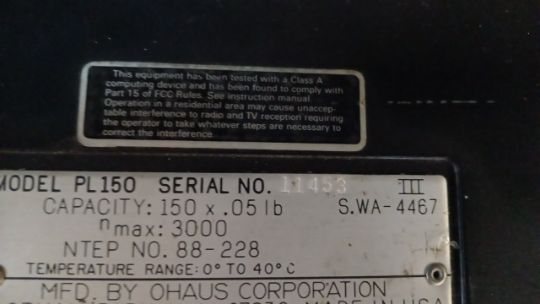 This equipment has been tested with a Class A
computing device and has been found to comply with
Part 15 of FCC Rules. See instruction manual
Operation in a residential area may cause unaccep-
table interference to radio and TV reception requiring
the operator to take whatever steps are necessary to
correct the interference
MODEL PL150 SERIAL NO. 11453 III
CAPACITY: 150 x .05 lb S.WA-4467
n max: 3000
NTEP NO. 88-228
TEMPERATURE RANGE: 0° TO 40° C
MFG. BY OHAUS CORPORATION